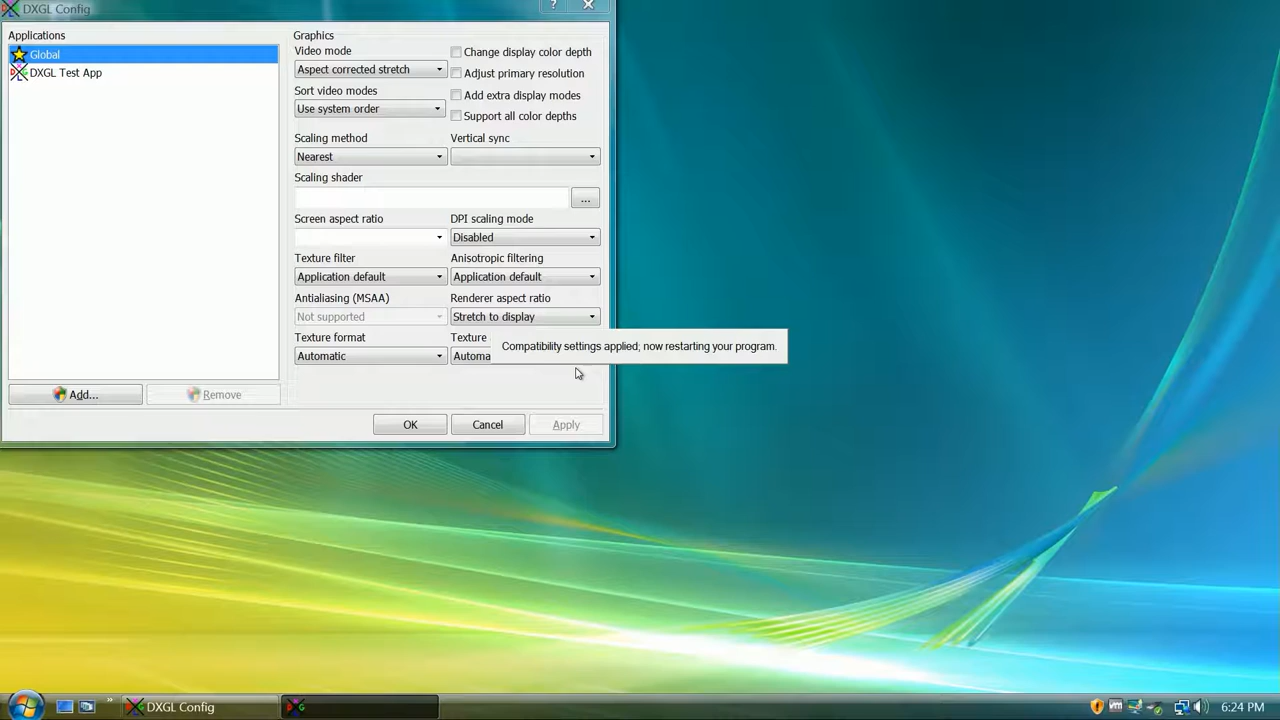 DXGL Config
?
Applications
Global
DXGL Test App
Add...
Remove
Graphics
Video mode
Aspect corrected stretch
Change display color depth
Adjust primary resolution
Sort video modes
Use system order
Add extra display modes
Support all color depths
Scaling method
Vertical sync
Nearest
Scaling shader
...
Screen aspect ratio
DPI scaling mode
Disabled
Texture filter
Anisotropic filtering
Application default
Application default
Antialiasing (MSAA)
Renderer aspect ratio
Not supported
Stretch to display
Texture format
Texture
Automatic
Automa
Compatibility settings applied; now restarting your program.
OK
Cancel
Apply
»
DXGL Config
6:24 PM